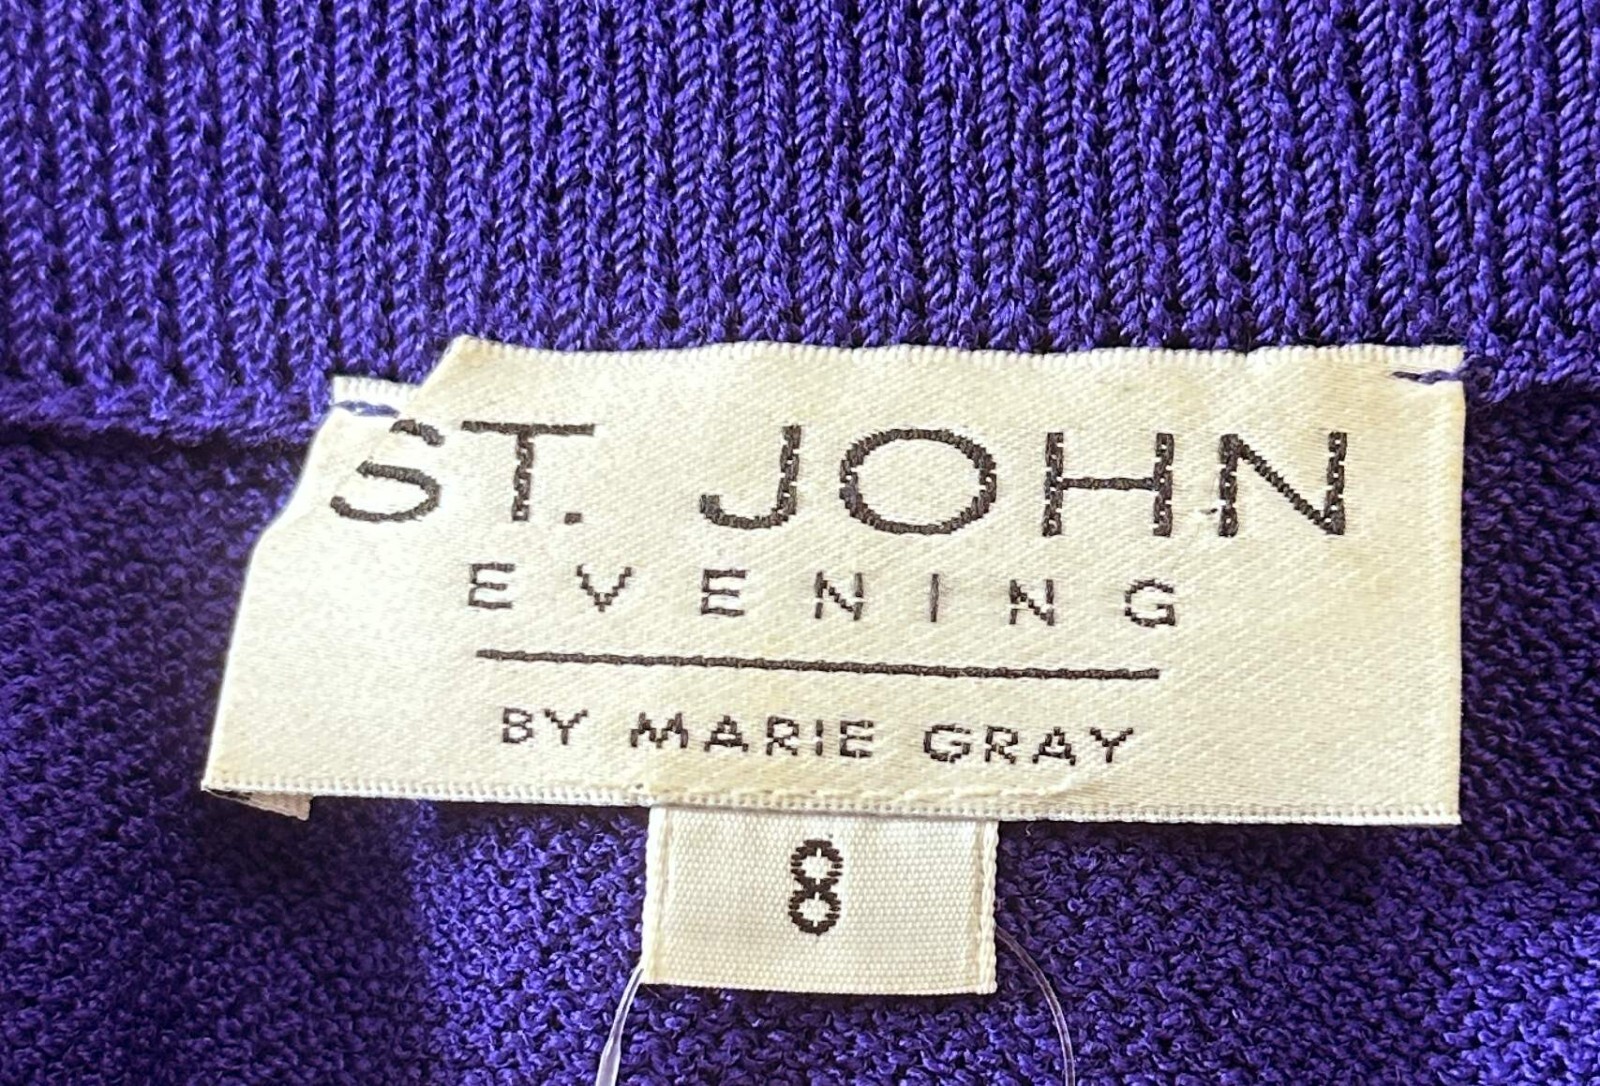 ST. JOHN
EVENING
BY MARIE GRAY
8